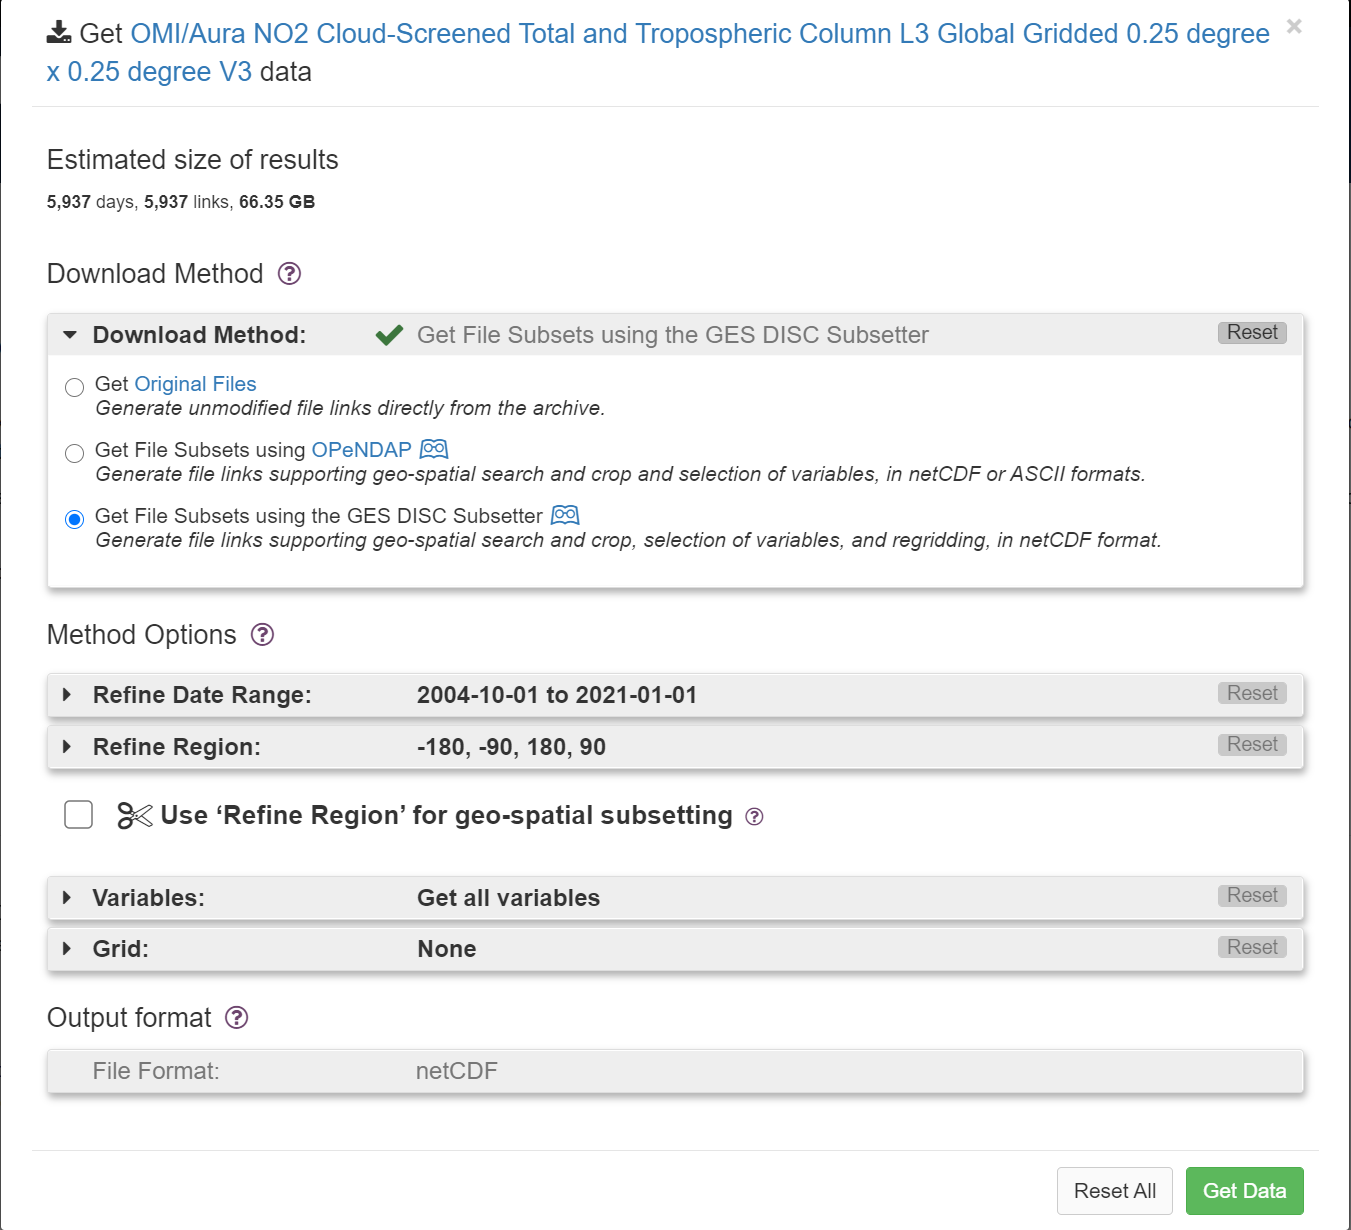 Get OMI/Aura NO2 Cloud-Screened Total and Tropospheric Column L3 Global Gridded 0.25 degree
x 0.25 degree V3 data
×
Estimated size of results
5,937 days, 5,937 links, 66.35 GB
Download Method ?
Download Method: Get File Subsets using the GES DISC Subsetter Reset
Get Original Files
Generate unmodified file links directly from the archive.
Get File Subsets using OPeNDAP
Generate file links supporting geo-spatial search and crop and selection of variables, in netCDF or ASCII formats.
Get File Subsets using the GES DISC Subsetter
Generate file links supporting geo-spatial search and crop, selection of variables, and regridding, in netCDF format.
Method Options ?
Refine Date Range: 2004-10-01 to 2021-01-01 Reset
Refine Region: -180, -90, 180, 90 Reset
Use ‘Refine Region’ for geo-spatial subsetting ?
Variables: Get all variables Reset
Grid: None Reset
Output format ?
File Format: netCDF
Reset All Get Data